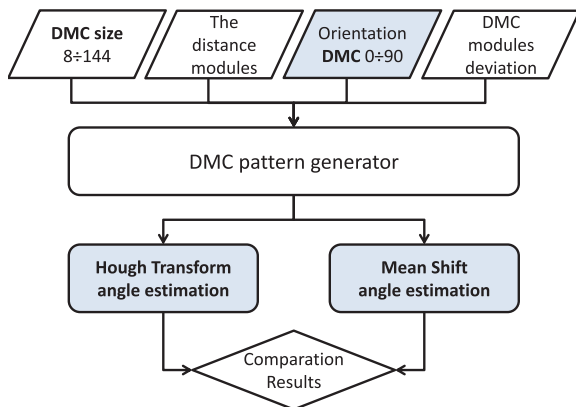 DMC size
8÷144
The
distance
modules
Orientation
DMC 0÷90
DMC
modules
deviation
DMC pattern generator
Hough Transform
angle estimation
Mean Shift
angle estimation
Comparation
Results